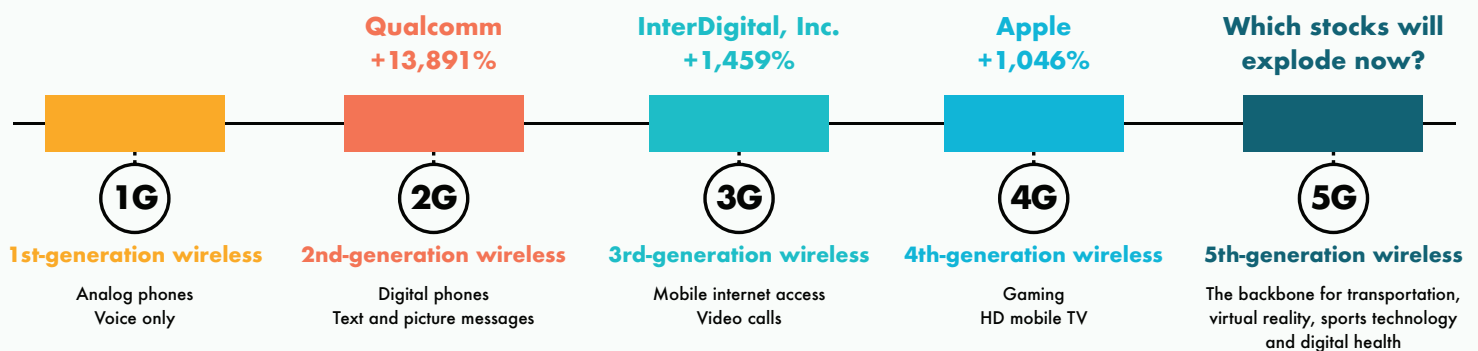 Qualcomm
+13,891%
InterDigital, Inc.
+1,459%
Apple
+1,046%
Which stocks will
explode now?
1G
2G
3G
4G
5G
1st-generation wireless
Analog phones
Voice only
2nd-generation wireless
Digital phones
Text and picture messages
3rd-generation wireless
Mobile internet access
Video calls
4th-generation wireless
Gaming
HD mobile TV
5th-generation wireless
The backbone for transportation,
virtual reality, sports technology
and digital health